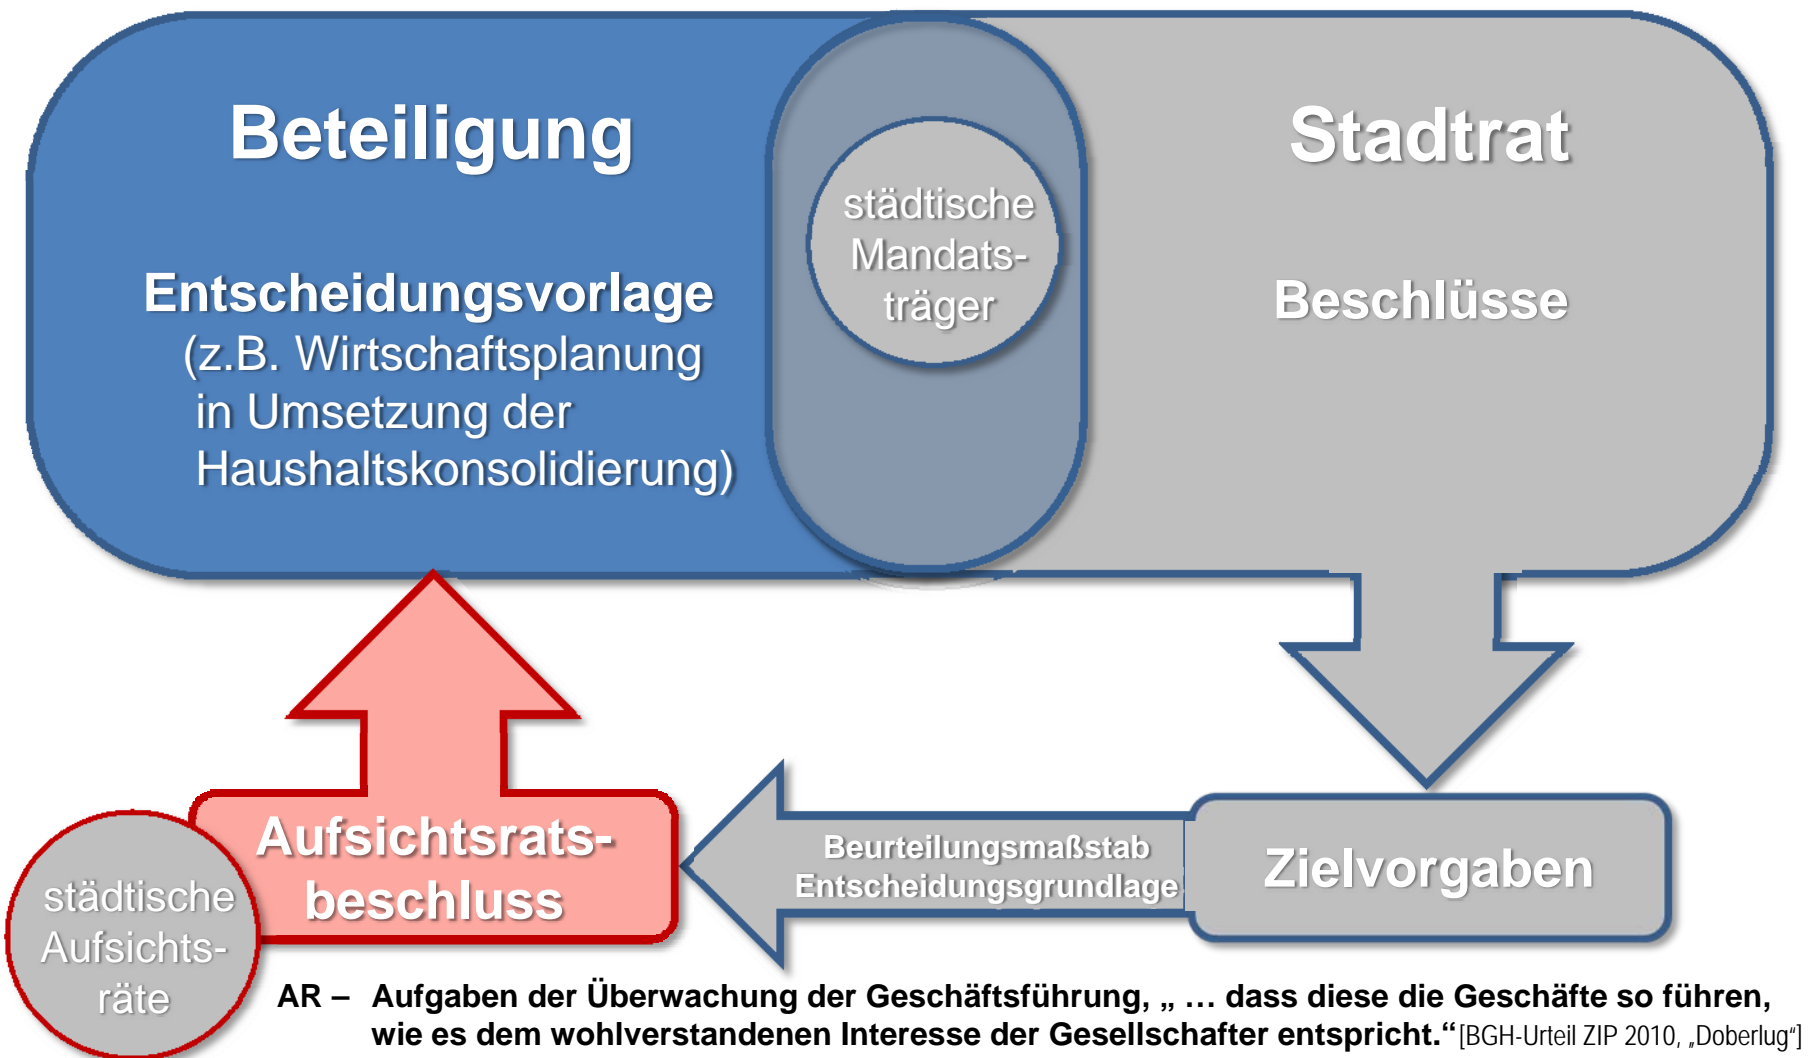 Beteiligung
Entscheidungsvorlage
(z.B. Wirtschaftsplanung
in Umsetzung der
Haushaltskonsolidierung)
städtische
Mandats-
träger
Stadtrat
Beschlüsse
Aufsichtsrats-
beschluss
städtische
Aufsichts-
räte
Beurteilungsmaßstab
Entscheidungsgrundlage
Zielvorgaben
AR – Aufgaben der Überwachung der Geschäftsführung, „ … dass diese die Geschäfte so führen,
wie es dem wohlverstandenen Interesse der Gesellschafter entspricht.“[BGH-Urteil ZIP 2010, „Doberlug“]